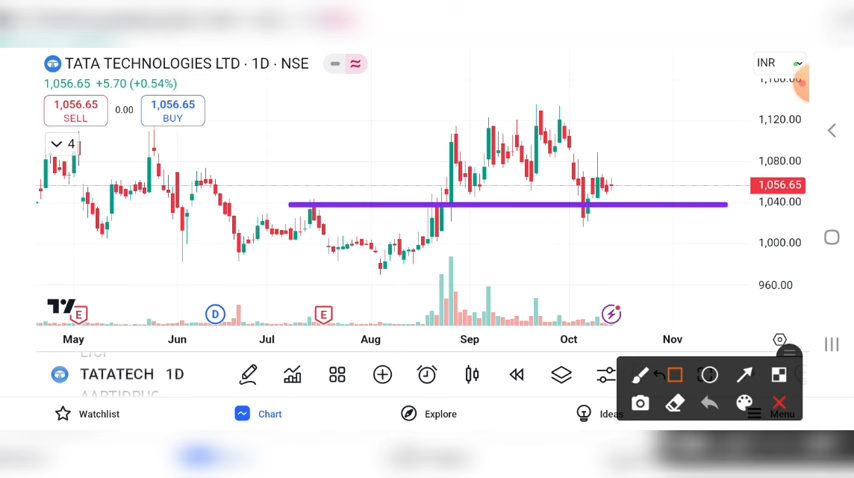 TATA TECHNOLOGIES LTD · 1D · NSE
INR
1,056.65 +5.70 (+0.54%)
1,056.65
SELL
0.00
1,056.65
BUY
4
1,160.00
1,120.00
1,080.00
1,056.65
1,040.00
1,000.00
960.00
E
D
E
May
Jun
Jul
Aug
Sep
Oct
Nov
TATATECH 1D
Watchlist
Chart
Explore
Ideas
Menu